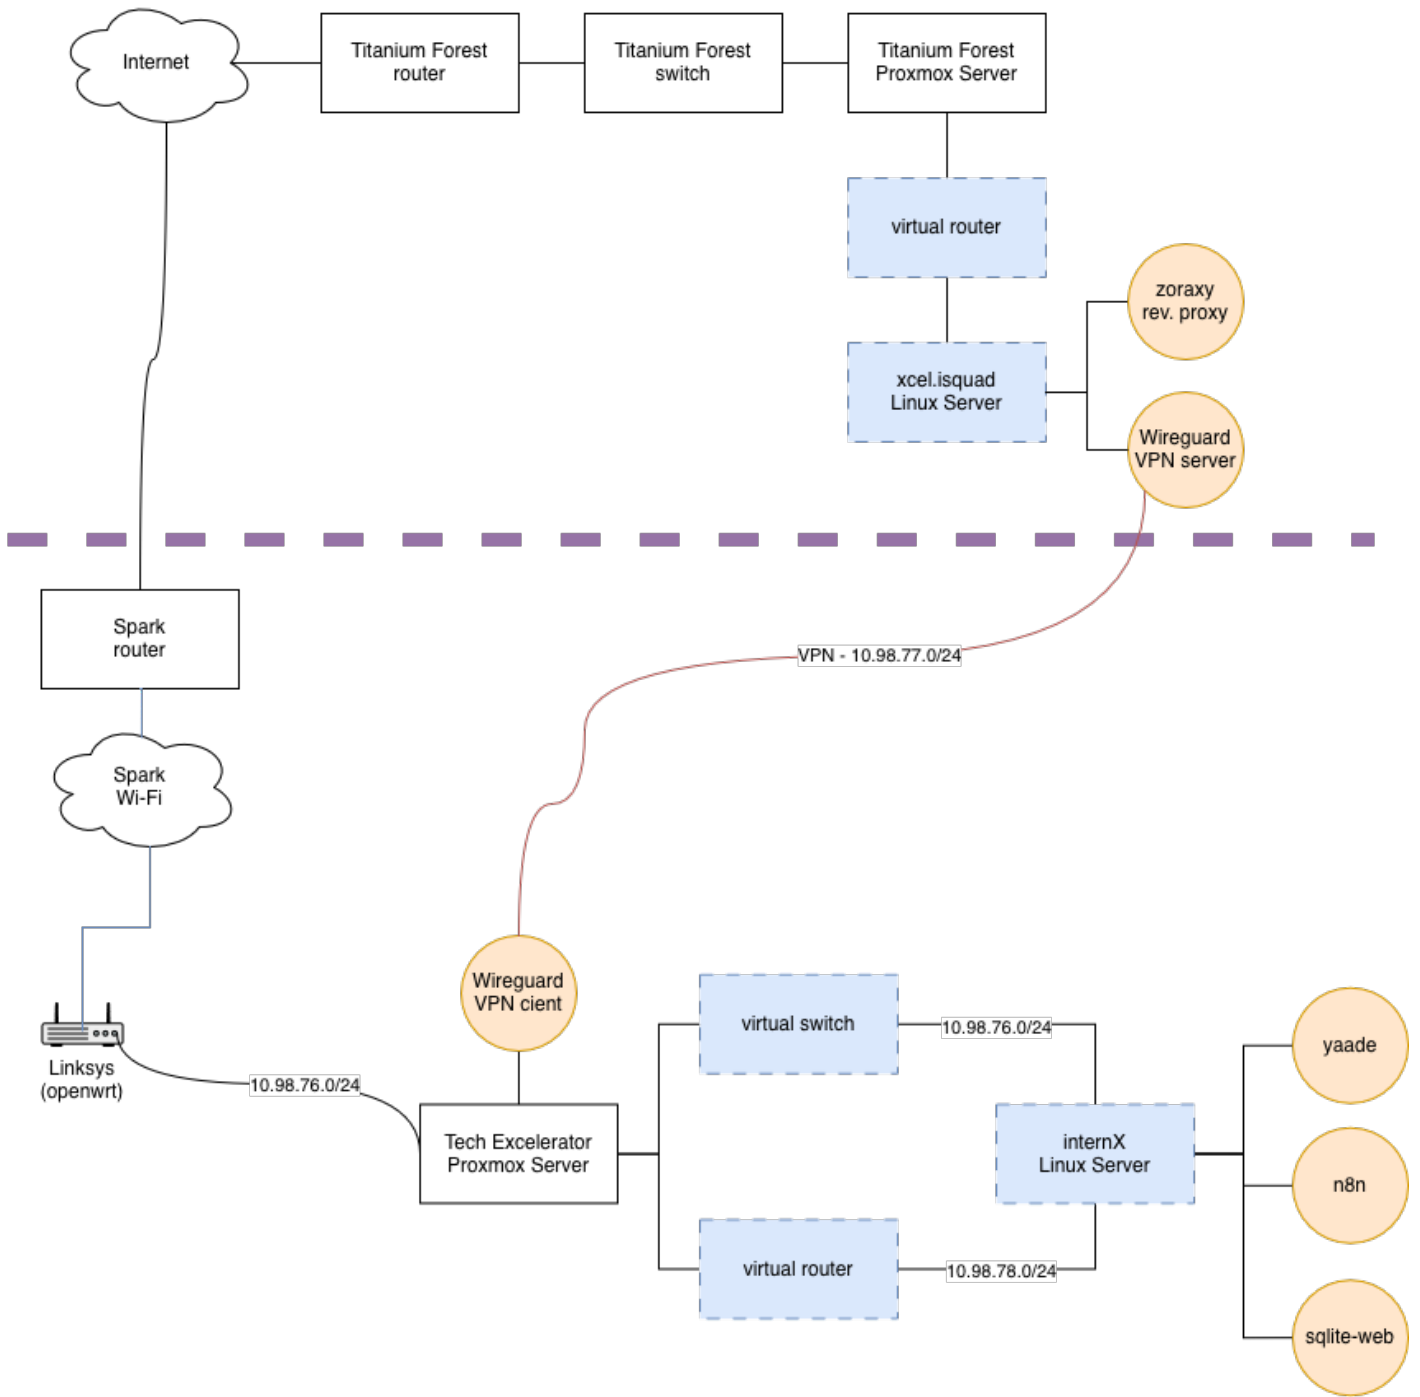 Internet
Titanium Forest
router
Titanium Forest
switch
Titanium Forest
Proxmox Server
virtual router
zoraxy
rev. proxy
xcel.isquad
Linux Server
Wireguard
VPN server
Spark
router
VPN - 10.98.77.0/24
Spark
Wi-Fi
Wireguard
VPN cient
virtual switch
10.98.76.0/24
yaade
Linksys
(openwrt)
10.98.76.0/24
Tech Excelerator
Proxmox Server
internX
Linux Server
n8n
virtual router
10.98.78.0/24
sqlite-web